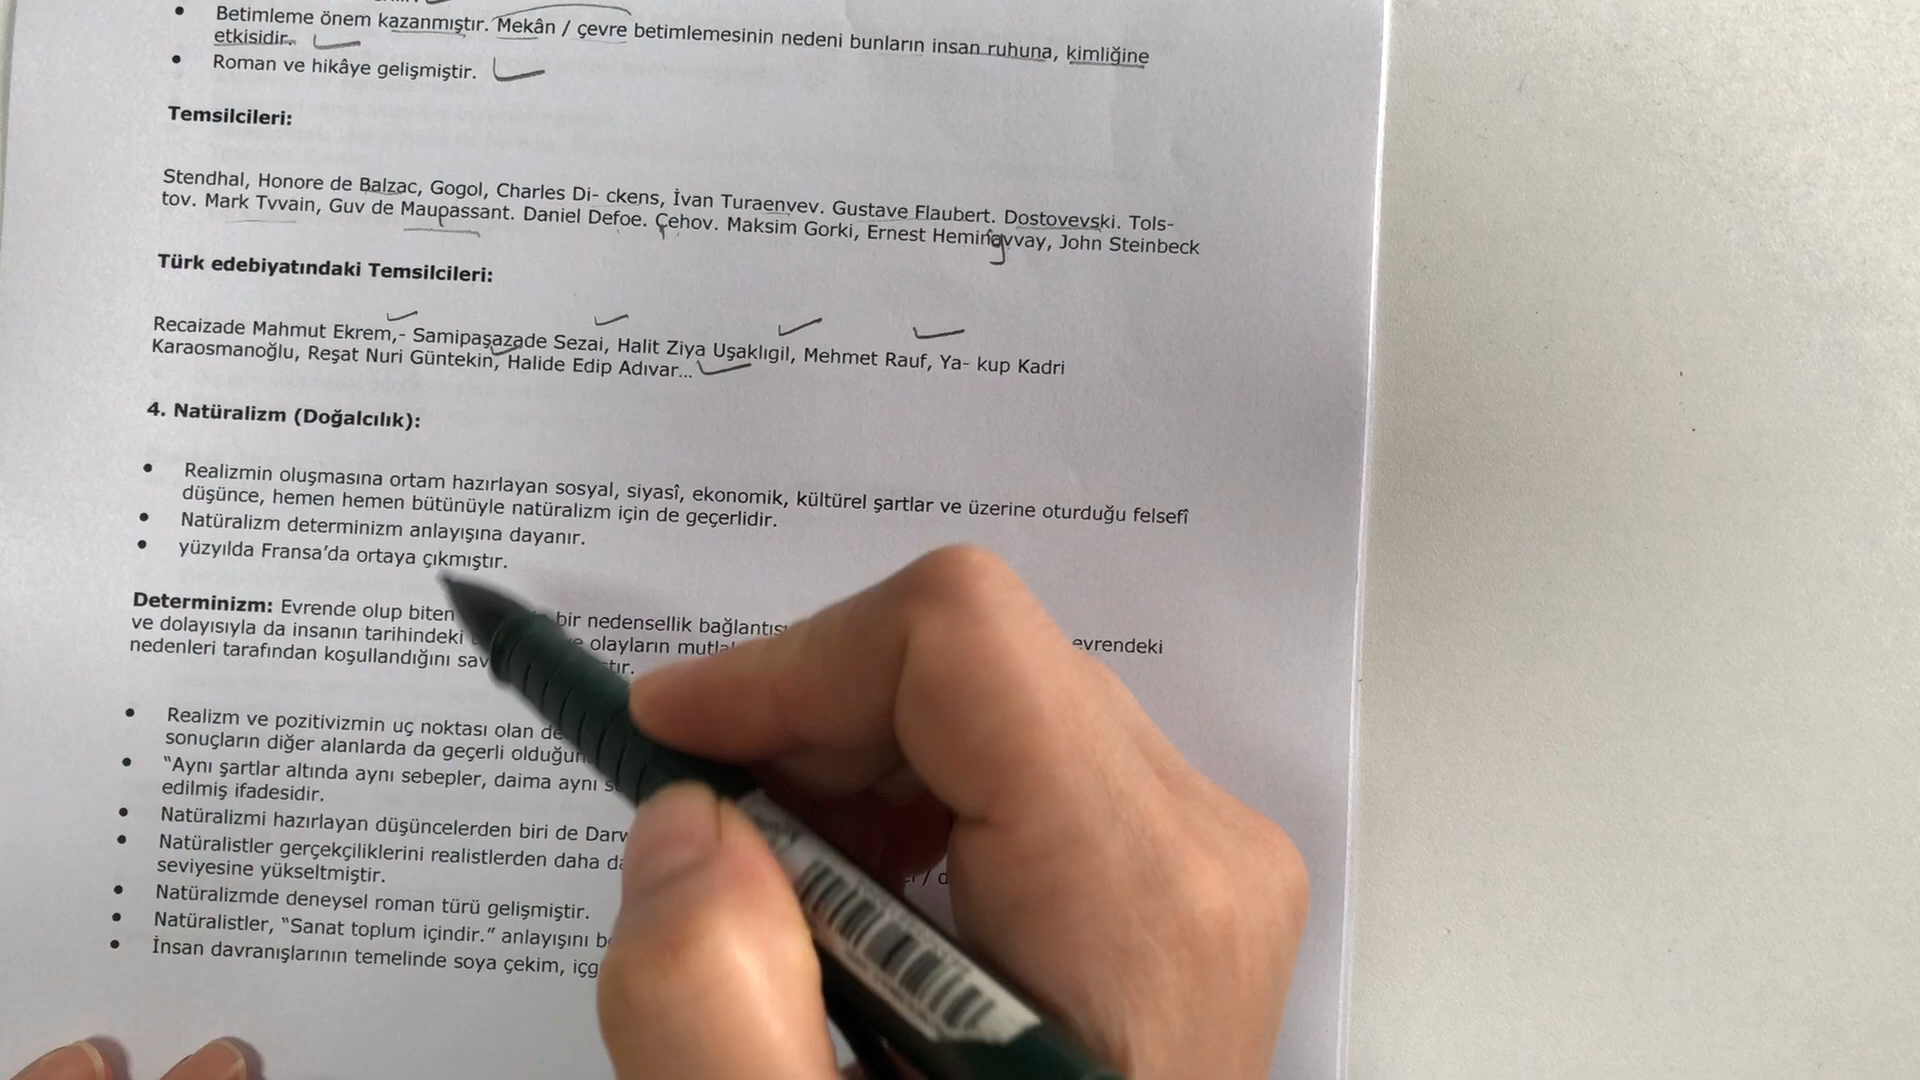 Betimleme önem kazanmıştır. Mekân / çevre betimlemesinin nedeni bunların insan ruhuna, kimliğine
etkisidir.
Roman ve hikâye gelişmiştir.
Temsilcileri:
Stendhal, Honore de Balzac, Gogol, Charles Di- ckens, İvan Turaenvev. Gustave Flaubert. Dostovevski. Tols-
tov. Mark Tvvain, Guv de Maupassant. Daniel Defoe. Çehov. Maksim Gorki, Ernest Hemingvvay, John Steinbeck
Türk edebiyatındaki Temsilcileri:
Recaizade Mahmut Ekrem,- Samipaşazade Sezai, Halit Ziya Uşaklıgil, Mehmet Rauf, Ya- kup Kadri
Karaosmanoğlu, Reşat Nuri Güntekin, Halide Edip Adıvar...
4. Natüralizm (Doğalcılık):
Realizmin oluşmasına ortam hazırlayan sosyal, siyasî, ekonomik, kültürel şartlar ve üzerine oturduğu felsefî
düşünce, hemen hemen bütünüyle natüralizm için de geçerlidir.
Natüralizm determinizm anlayışına dayanır.
yüzyılda Fransa’da ortaya çıkmıştır.
Determinizm: Evrende olup biten bir nedensellik bağlantısı
ve dolayısıyla da insanın tarihindeki olayların evrendeki
nedenleri tarafından koşullandığını
Realizm ve pozitivizmin uç noktası olan
sonuçların diğer alanlarda da geçerli
“Aynı şartlar altında aynı sebepler, daima aynı
edilmiş ifadesidir.
Natüralizmi hazırlayan düşüncelerden biri de
Natüralistler gerçekçiliklerini realistlerden daha
seviyesine yükseltmiştir.
Natüralizmde deneysel roman türü gelişmiştir.
Natüralistler, “Sanat toplum içindir.” anlayışını
İnsan davranışlarının temelinde soya çekim,